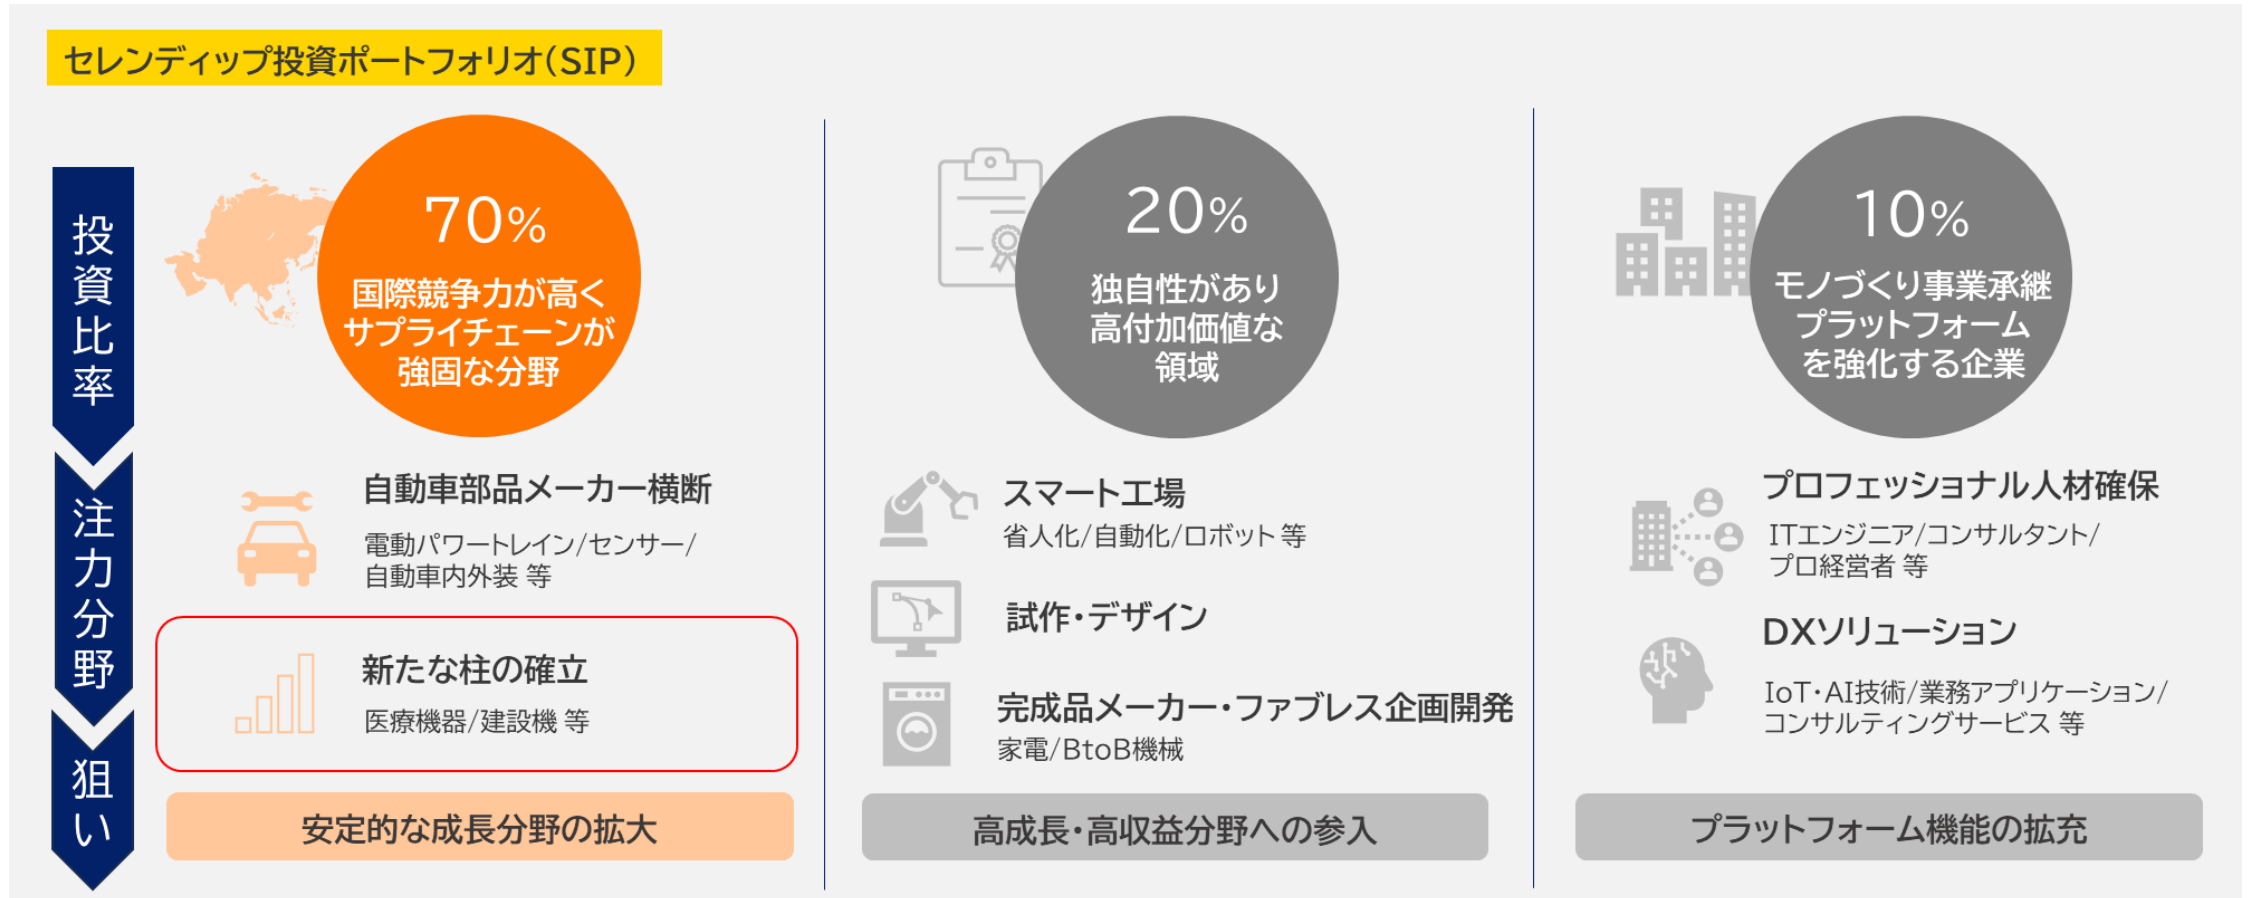 セレンディップ投資ポートフォリオ(SIP)
投資比率
70%
国際競争力が高く
サプライチェーンが
強固な分野
20%
独自性があり
高付加価値な
領域
10%
モノづくり事業承継
プラットフォーム
を強化する企業
注力分野
自動車部品メーカー横断
電動パワートレイン/センサー/
自動車内外装 等
新たな柱の確立
医療機器/建設機 等
スマート工場
省人化/自動化/ロボット 等
試作・デザイン
完成品メーカー・ファブレス企画開発
家電/BtoB機械
プロフェッショナル人材確保
ITエンジニア/コンサルタント/
プロ経営者 等
DXソリューション
IoT・AI技術/業務アプリケーション/
コンサルティングサービス 等
狙い
安定的な成長分野の拡大
高成長・高収益分野への参入
プラットフォーム機能の拡充